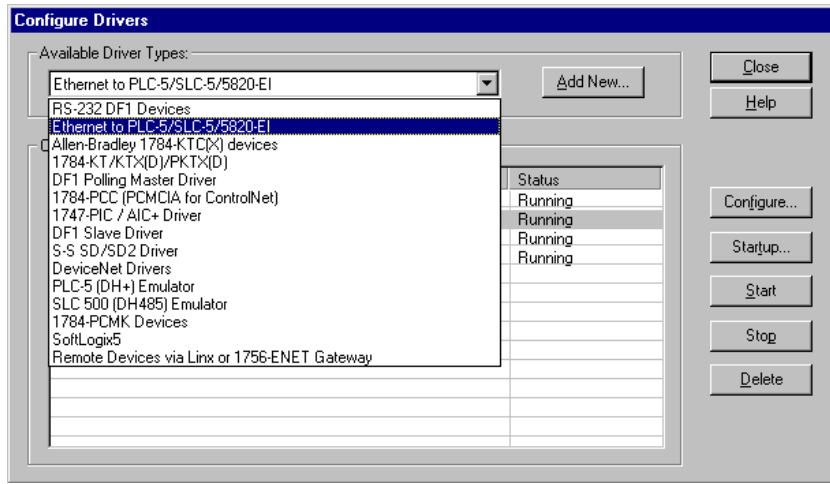 Configure Drivers
Available Driver Types:
Ethernet to PLC-5/SLC-5/5820-EI
Add New...
Close
Help
RS-232 DF1 Devices
Ethernet to PLC-5/SLC-5/5820-EI
Allen-Bradley 1784-KTC(X) devices
1784-KT/KTX(D)/PKTX(D)
DF1 Polling Master Driver
1784-PCC (PCMCIA for ControlNet)
1747-PIC / AIC+ Driver
DF1 Slave Driver
S-S SD/SD2 Driver
DeviceNet Drivers
PLC-5 (DH+) Emulator
SLC 500 (DH485) Emulator
1784-PCMK Devices
SoftLogix5
Remote Devices via Linx or 1756-ENET Gateway
Status
Running
Running
Running
Running
Configure...
Startup...
Start
Stop
Delete